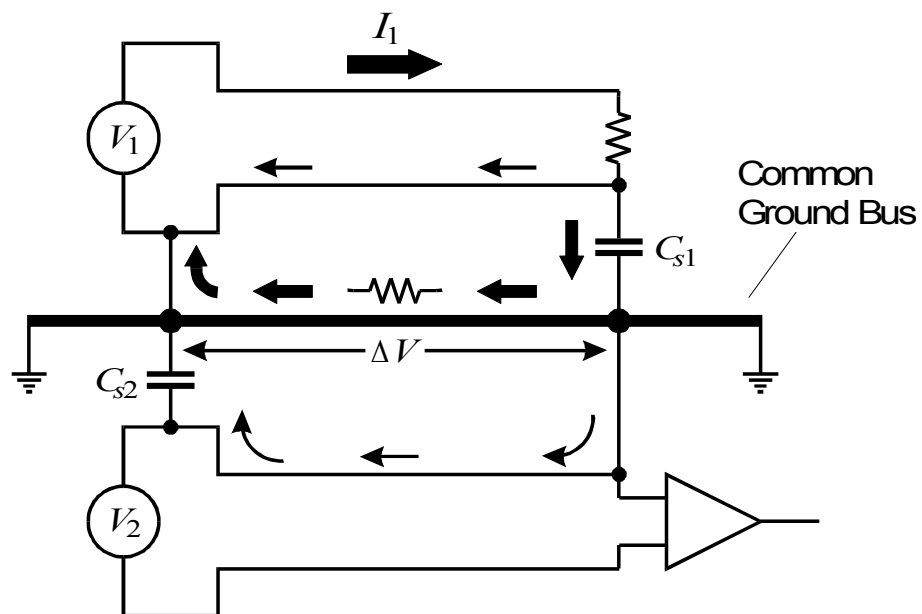 I1
V1
Common
Ground Bus
Cs1
ΔV
Cs2
V2